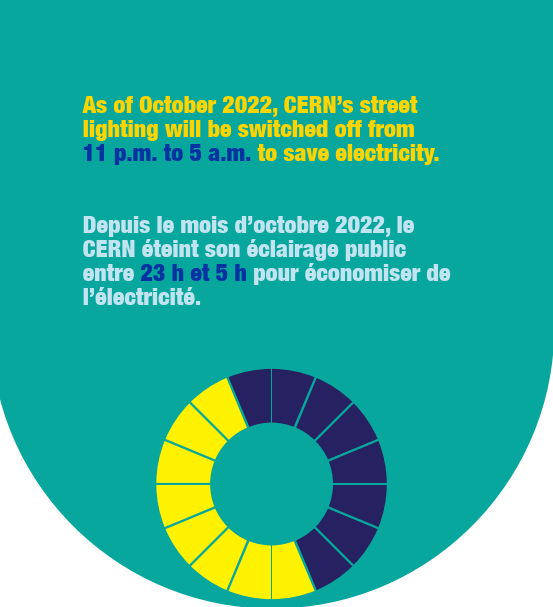 As of October 2022, CERN’s street
lighting will be switched off from
11 p.m. to 5 a.m. to save electricity.
Depuis le mois d’octobre 2022, le
CERN éteint son éclairage public
entre 23 h et 5 h pour économiser de
l’électricité.